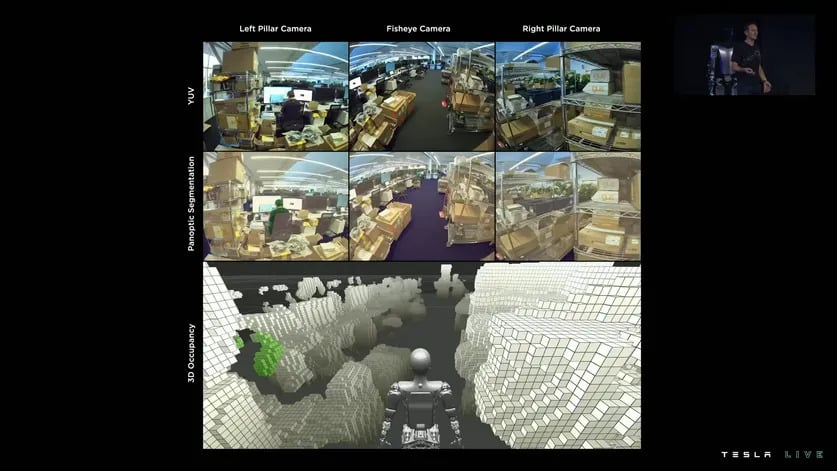 Left Pillar Camera
Fisheye Camera
Right Pillar Camera
YUV
Panoptic Segmentation
3D Occupancy
TESLA LIVE